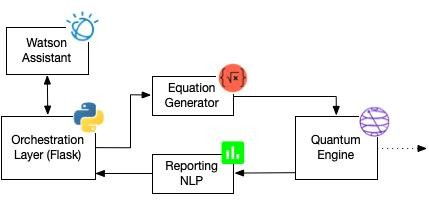 Watson
Assistant
Equation
Generator
Orchestration
Layer (Flask)
Quantum
Engine
Reporting
NLP